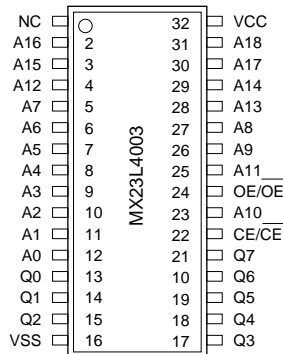 NC 32 VCC
A16 2 31 A18
A15 3 30 A17
A12 4 29 A14
A7 5 28 A13
A6 6 27 A8
A5 7 26 A9
A4 8 25 A11
A3 9 24 OE/O̅E̅
A2 10 23 A10
A1 11 22 CE/C̅E̅
A0 12 21 Q7
Q0 13 10 Q6
Q1 14 19 Q5
Q2 15 18 Q4
VSS 16 17 Q3
MX23L4003